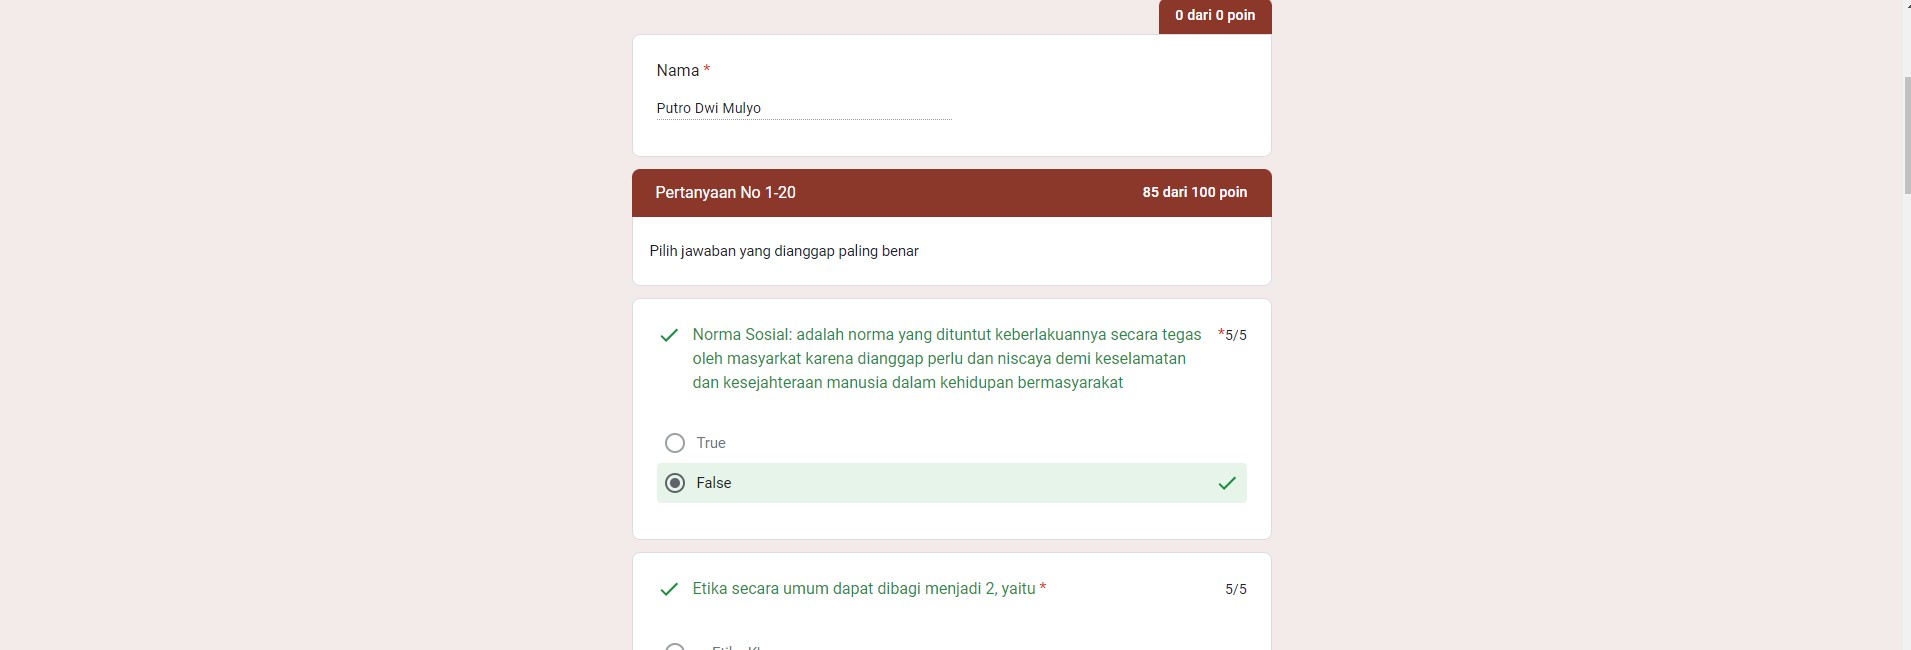 0 dari 0 poin
Nama *
Putro Dwi Mulyo
Pertanyaan No 1-20
85 dari 100 poin
Pilih jawaban yang dianggap paling benar
Norma Sosial: adalah norma yang dituntut keberlakuannya secara tegas *5/5
oleh masyarkat karena dianggap perlu dan niscaya demi keselamatan
dan kesejahteraan manusia dalam kehidupan bermasyarakat
True
False
Etika secara umum dapat dibagi menjadi 2, yaitu * 5/5